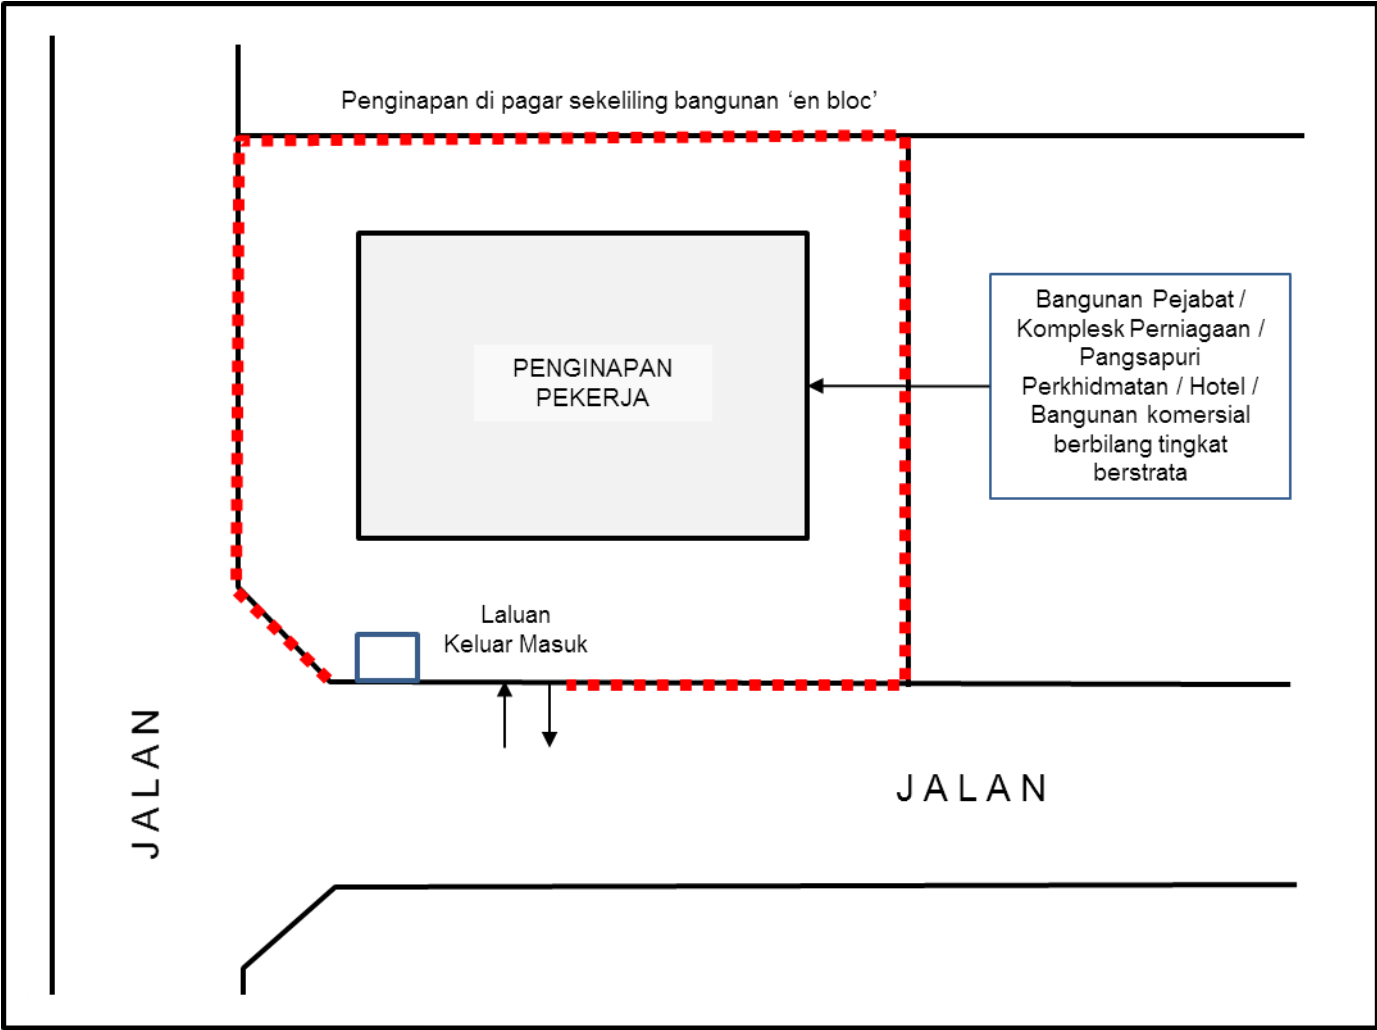 Penginapan di pagar sekeliling bangunan ‘en bloc’
PENGINAPAN
PEKERJA
Bangunan Pejabat /
Komplesk Perniagaan /
Pangsapuri
Perkhidmatan / Hotel /
Bangunan komersial
berbilang tingkat
berstrata
Laluan
Keluar Masuk
JALAN
JALAN